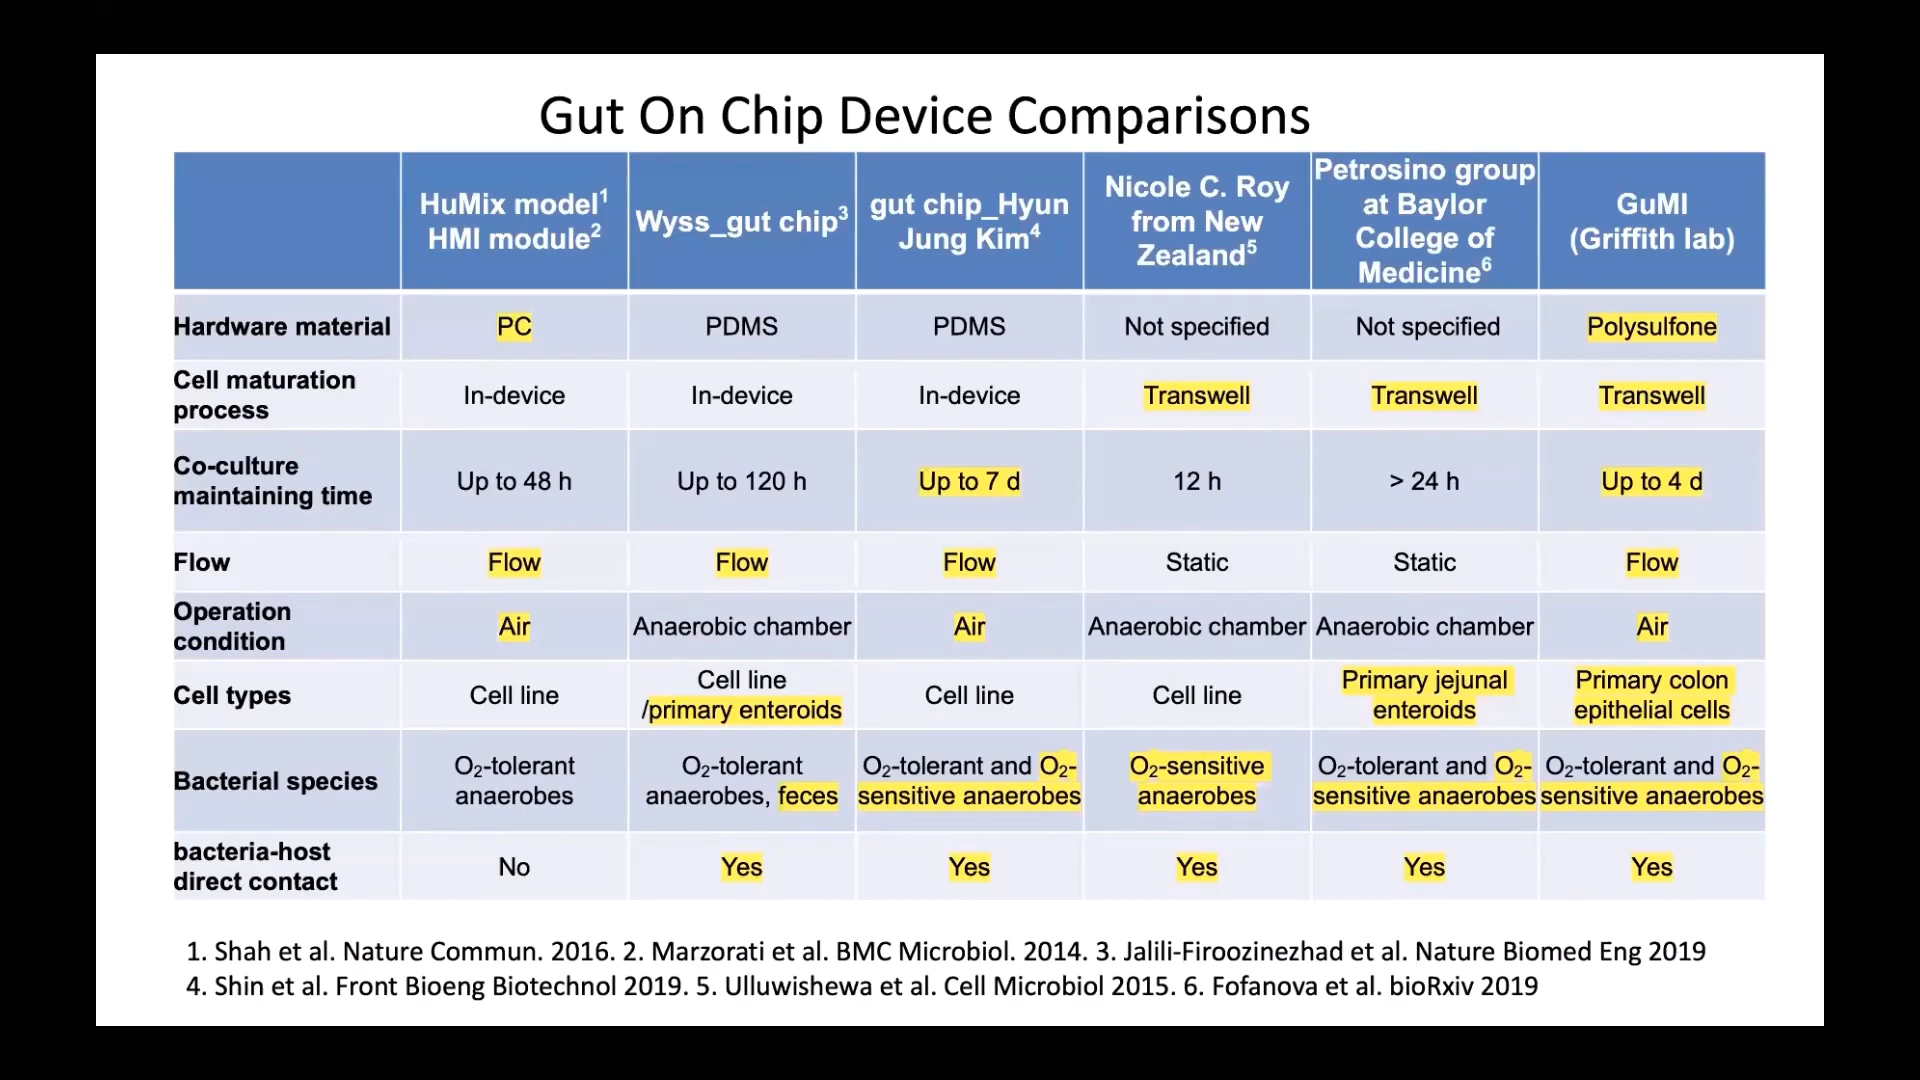 Gut On Chip Device Comparisons
HuMix model1
HMI module2
Wyss_gut chip3
gut chip_Hyun
Jung Kim4
Nicole C. Roy
from New
Zealand5
Petrosino group
at Baylor
College of
Medicine6
GuMI
(Griffith lab)
Hardware material
PC
PDMS
PDMS
Not specified
Not specified
Polysulfone
Cell maturation
process
In-device
In-device
In-device
Transwell
Transwell
Transwell
Co-culture
maintaining time
Up to 48 h
Up to 120 h
Up to 7 d
12 h
> 24 h
Up to 4 d
Flow
Flow
Flow
Flow
Static
Static
Flow
Operation
condition
Air
Anaerobic chamber
Air
Anaerobic chamber
Anaerobic chamber
Air
Cell types
Cell line
Cell line
/primary enteroids
Cell line
Cell line
Primary jejunal
enteroids
Primary colon
epithelial cells
Bacterial species
O2-tolerant
anaerobes
O2-tolerant
anaerobes, feces
O2-tolerant and O2-
sensitive anaerobes
O2-sensitive
anaerobes
O2-tolerant and O2-
sensitive anaerobes
O2-tolerant and O2-
sensitive anaerobes
bacteria-host
direct contact
No
Yes
Yes
Yes
Yes
Yes
1. Shah et al. Nature Commun. 2016. 2. Marzorati et al. BMC Microbiol. 2014. 3. Jalili-Firoozinezhad et al. Nature Biomed Eng 2019
4. Shin et al. Front Bioeng Biotechnol 2019. 5. Ulluwishewa et al. Cell Microbiol 2015. 6. Fofanova et al. bioRxiv 2019